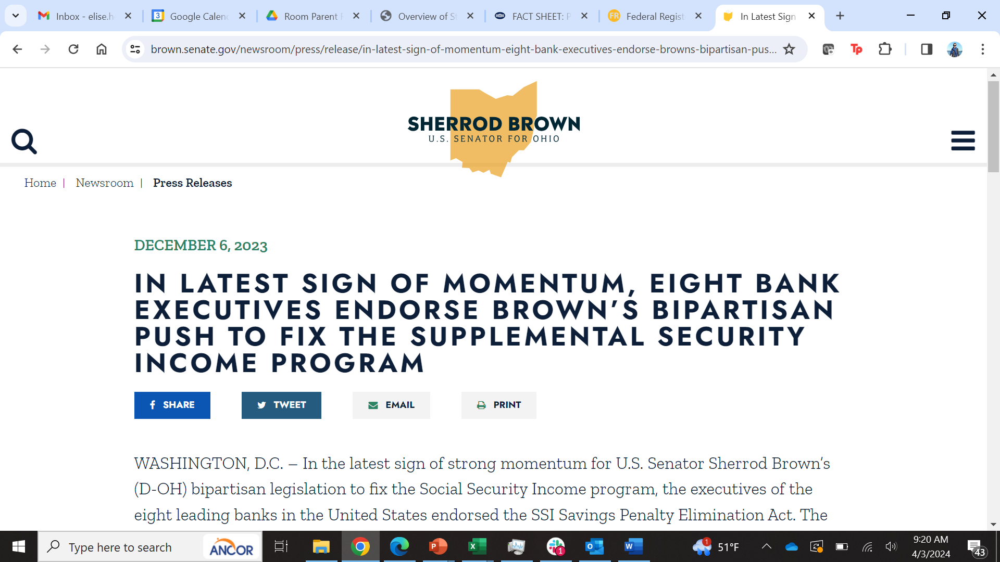 Inbox - elise.h
3
Google Calen
Room Parent
Overview of S
FACT SHEET: P
FR
Federal Regist
In Latest Sign
brown.senate.gov/newsroom/press/release/in-latest-sign-of-momentum-eight-bank-executives-endorse-browns-bipartisan-pus...
Tp
SHERROD BROWN
U.S. SENATOR FOR OHIO
Home | Newsroom | Press Releases
DECEMBER 6, 2023
IN LATEST SIGN OF MOMENTUM, EIGHT BANK
EXECUTIVES ENDORSE BROWN’S BIPARTISAN
PUSH TO FIX THE SUPPLEMENTAL SECURITY
INCOME PROGRAM
SHARE
TWEET
EMAIL
PRINT
WASHINGTON, D.C. – In the latest sign of strong momentum for U.S. Senator Sherrod Brown’s
(D-OH) bipartisan legislation to fix the Social Security Income program, the executives of the
eight leading banks in the United States endorsed the SSI Savings Penalty Elimination Act. The
Type here to search
ANCOR
P
X
1
O
W
1
51°F
9:20 AM
4/3/2024
43